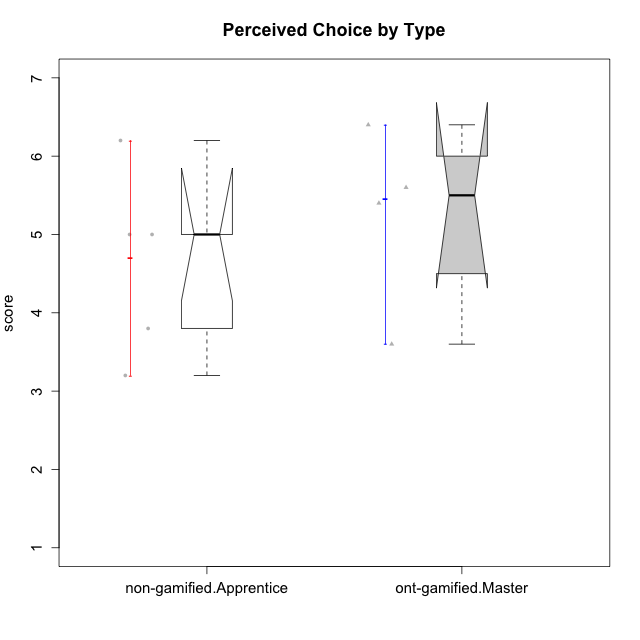 Perceived Choice by Type
score
7
6
5
4
3
2
1
non-gamified.Apprentice
ont-gamified.Master